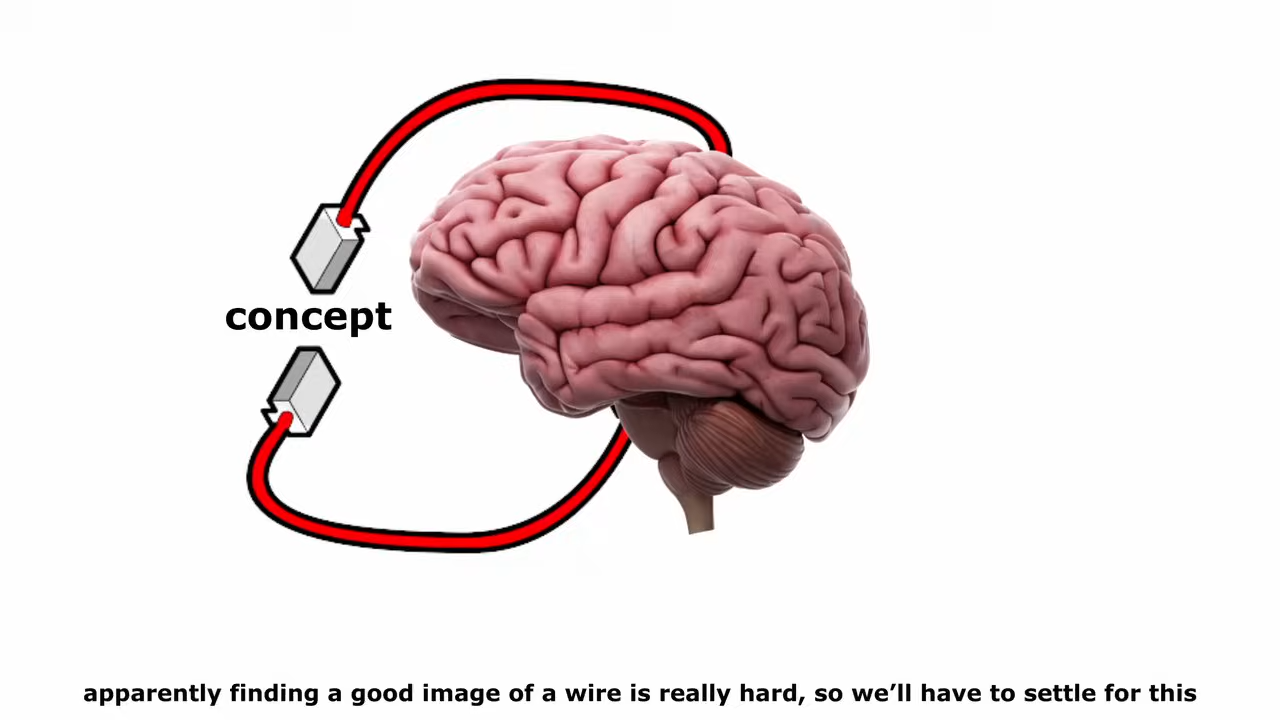 concept
apparently finding a good image of a wire is really hard, so we’ll have to settle for this